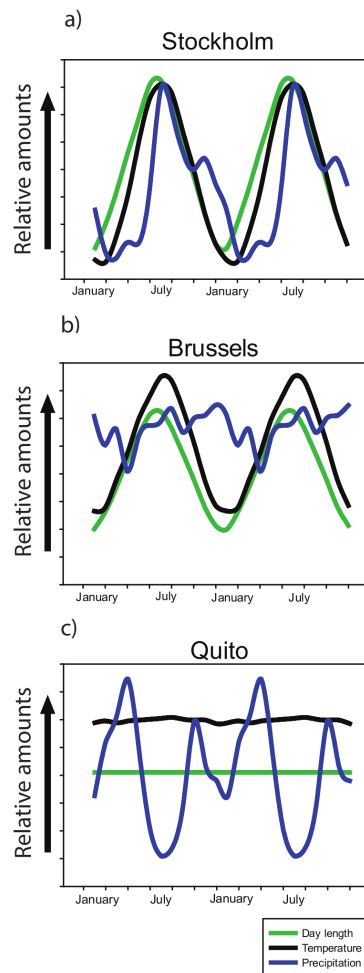 a)
Stockholm
Relative amounts
January July January July
b)
Brussels
Relative amounts
January July January July
c)
Quito
Relative amounts
January July January July
Day length
Temperature
Precipitation